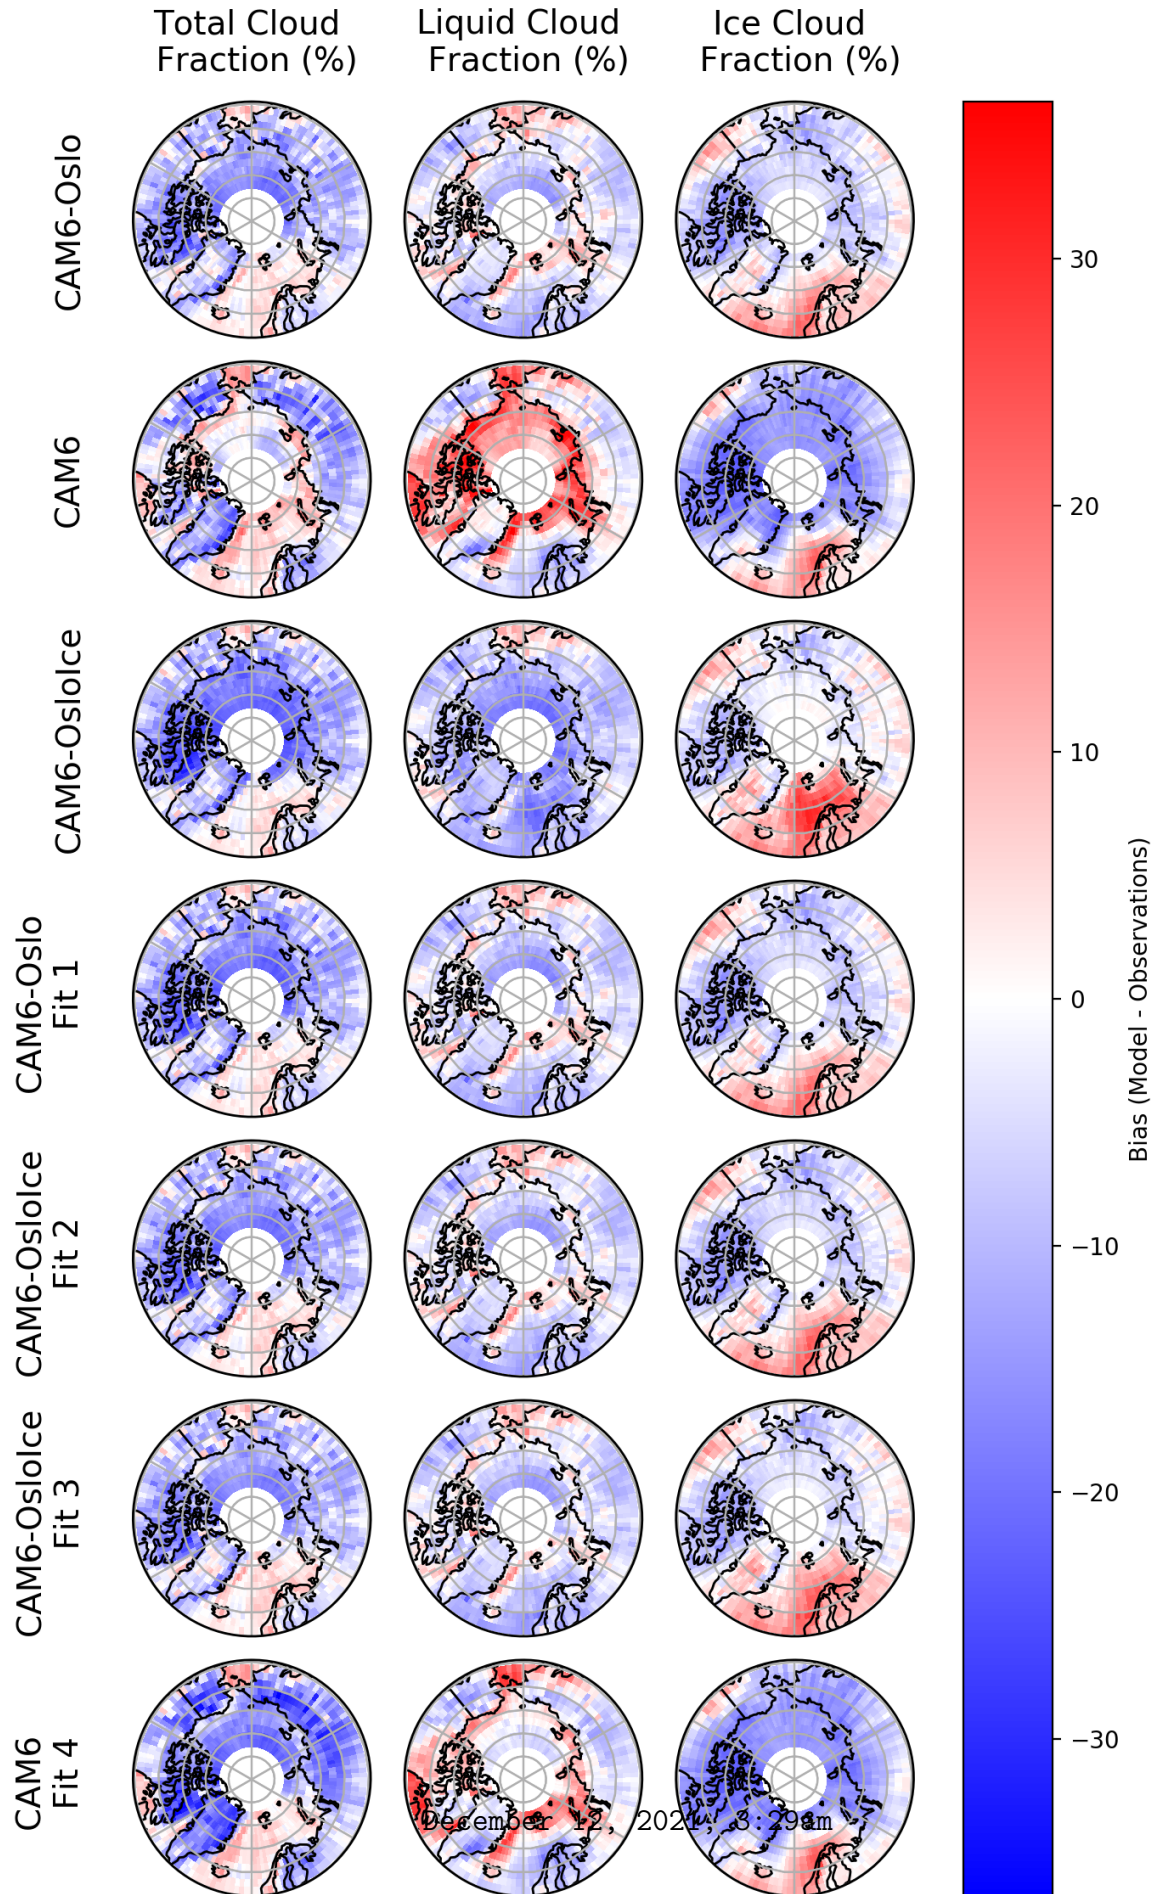 Total Cloud
Fraction (%)
Liquid Cloud
Fraction (%)
Ice Cloud
Fraction (%)
CAM6-Oslo
CAM6
CAM6-OsloIce
CAM6-Oslo
Fit 1
CAM6-OsloIce
Fit 2
CAM6-OsloIce
Fit 3
CAM6
Fit 4
30
20
10
0
−10
−20
−30
Bias (Model - Observations)
December 12, 2021, 3:29am